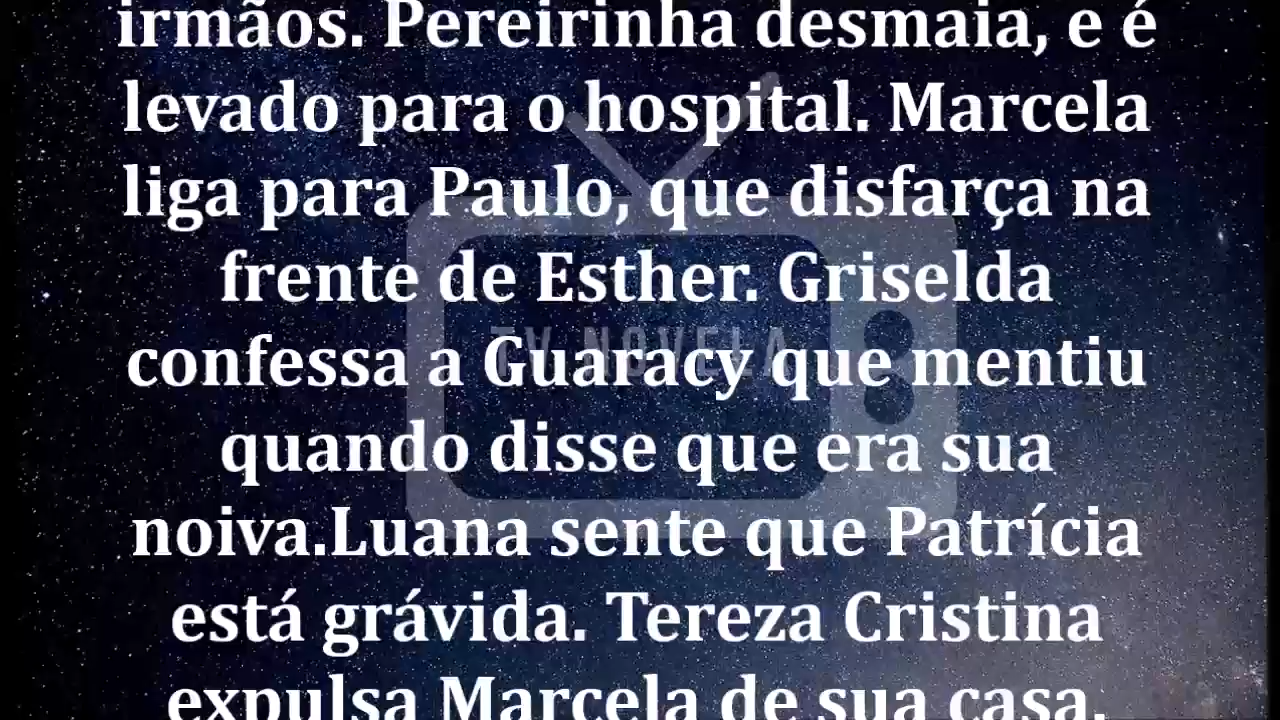 irmãos. Pereirinha desmaia, e é
levado para o hospital. Marcela
liga para Paulo, que disfarça na
frente de Esther. Griselda
TV NOVELA
confessa a Guaracy que mentiu
quando disse que era sua
noiva.Luana sente que Patrícia
está grávida. Tereza Cristina
expulsa Marcela de sua casa.